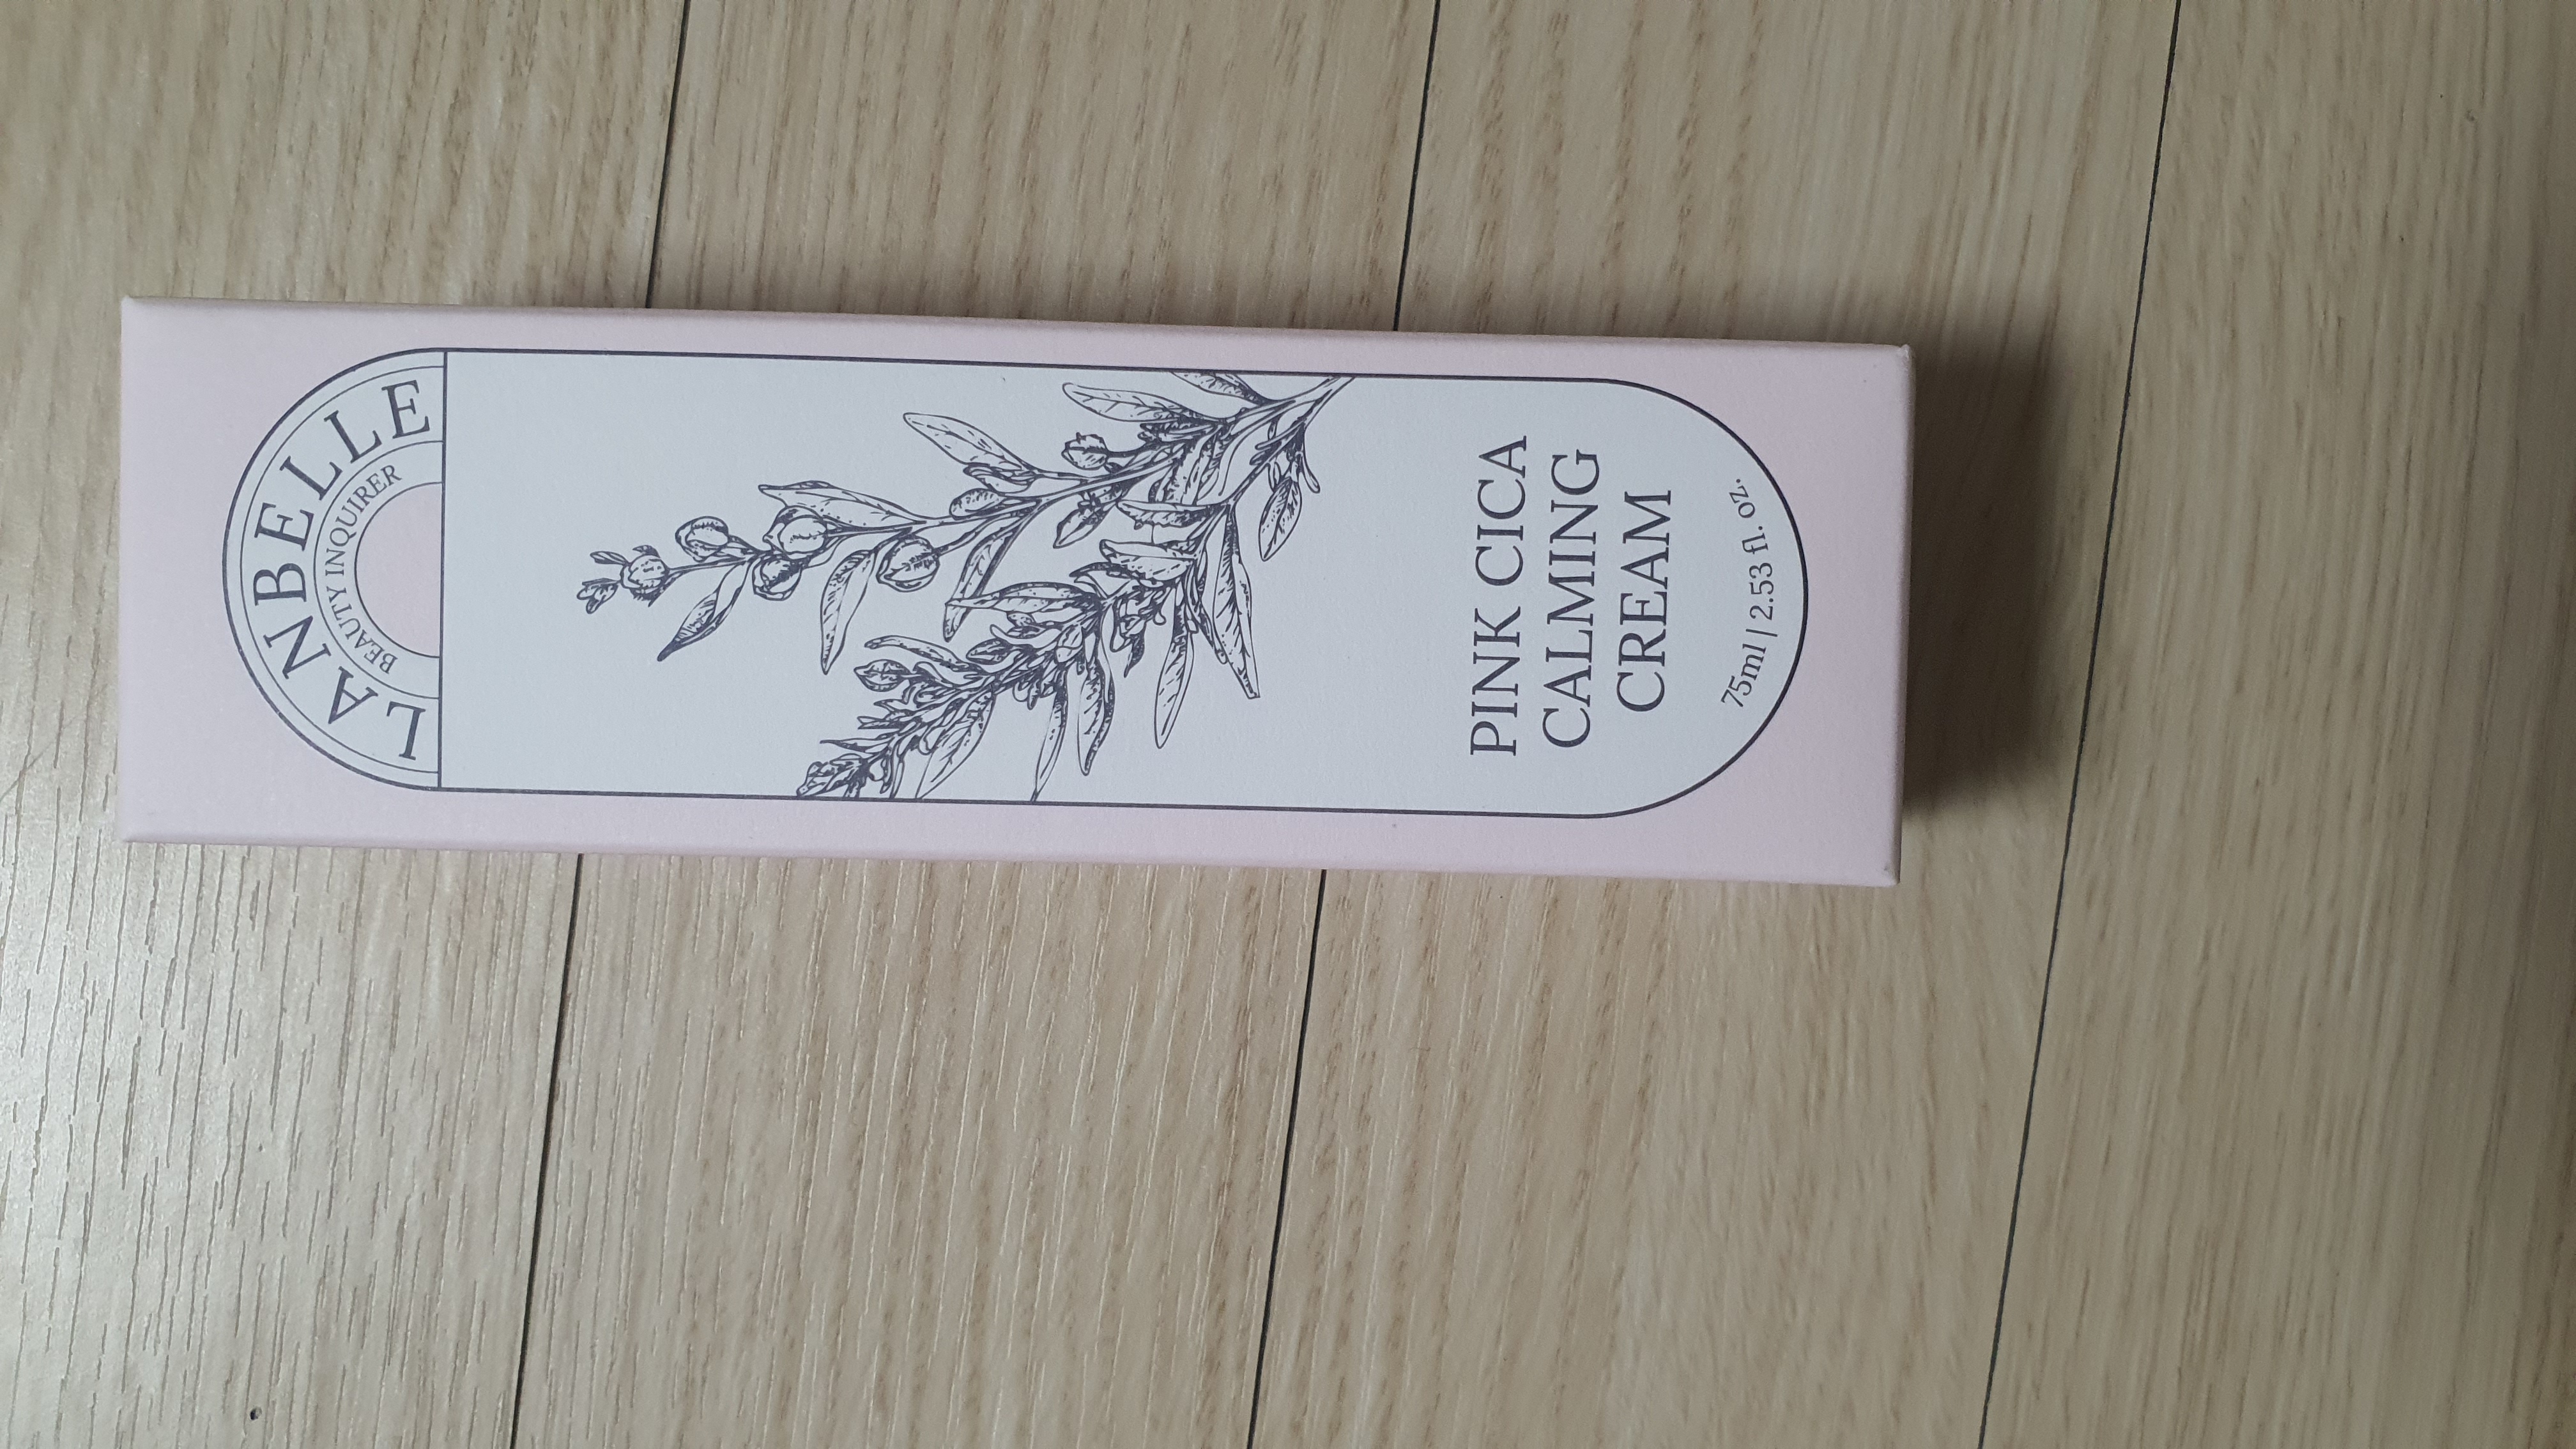 LANBELLE
BEAUTY INQUIRER
PINK CICA
CALMING
CREAM
75ml | 2.53 fl. oz.